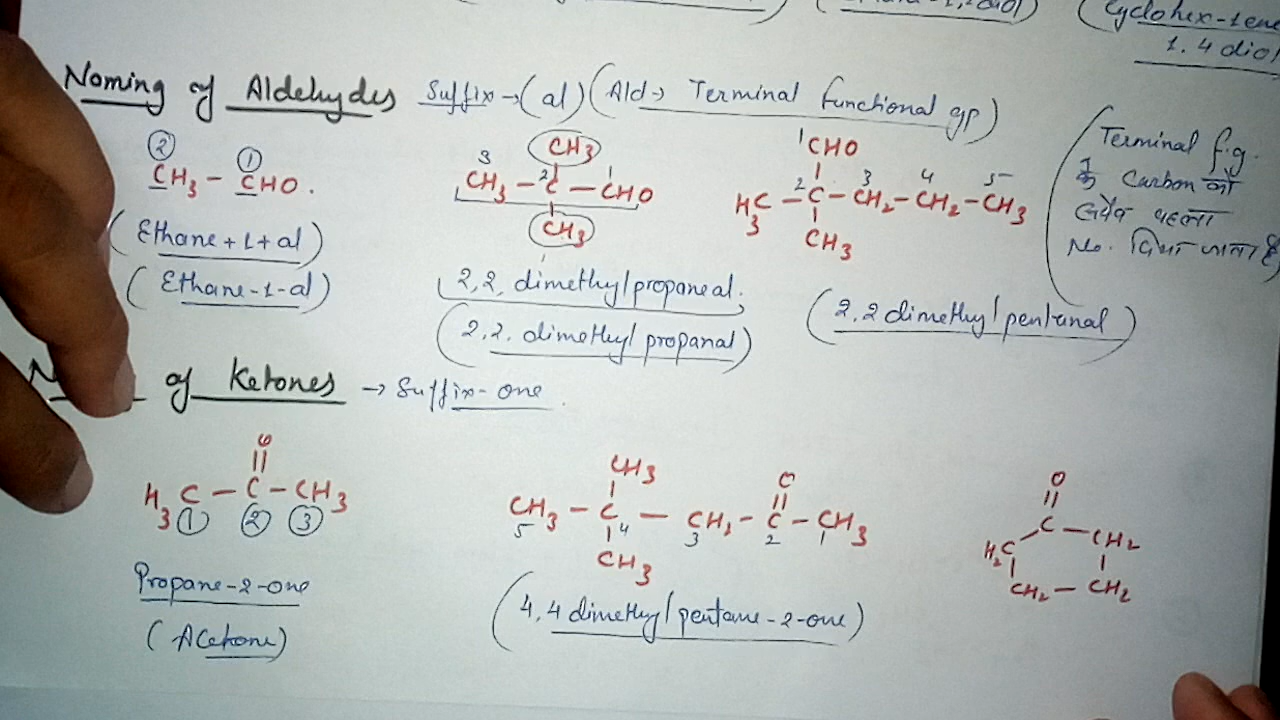 Cyclohex-1ene
1.4 diol
Noming of Aldehydes Suffix→(al)(Ald→ Terminal functional gp)
② ①
CH3 – CHO.
(Ethane+1+al)
(Ethane-1-al)
CH3
3 2 1
CH3 – C – CHO
CH3
2,2, dimethylpropaneal.
(2,2. dimethyl propanal)
1CHO
2 3 4 5
H3C – C – CH2 – CH2 – CH3
CH3
(2.2 dimethyl pentanal)
Terminal f.g.
के Carbon को
सदैव पहला
No. दिया जाता है
of Ketones → Suffix-one.
O
H3C – C – CH3
① ② ③
Propane-2-one
(Acetone)
CH3 O
CH3 – C – CH2 – C – CH3
5 4 3 2 1
CH3
(4,4 dimethyl pentane-2-one)
O
C – CH2
H2C
CH2 – CH2